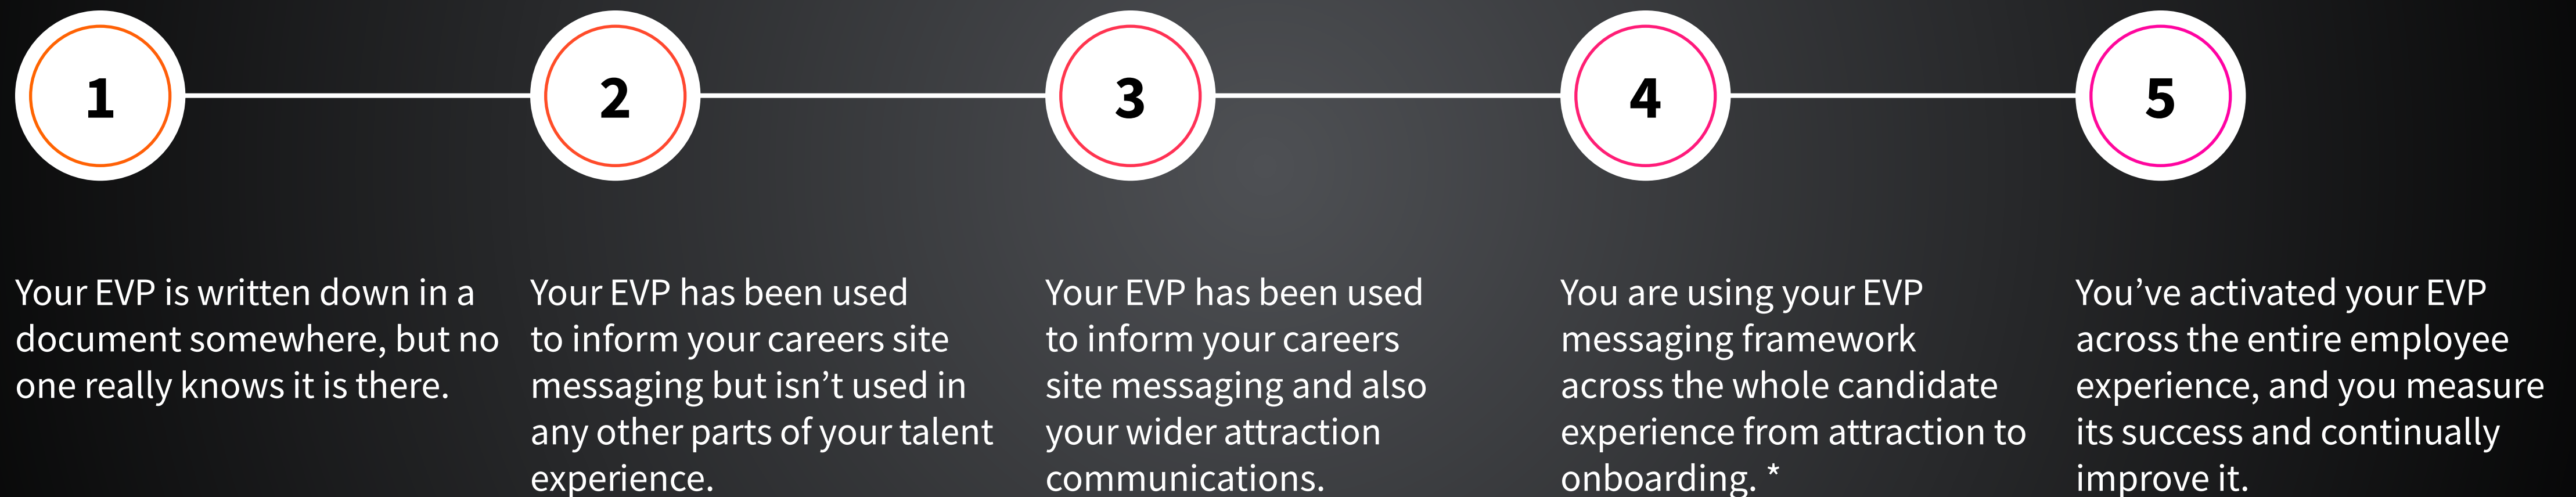 1
2
3
4
5
Your EVP is written down in a
document somewhere, but no
one really knows it is there.
Your EVP has been used
to inform your careers site
messaging but isn’t used in
any other parts of your talent
experience.
Your EVP has been used
to inform your careers
site messaging and also
your wider attraction
communications.
You are using your EVP
messaging framework
across the whole candidate
experience from attraction to
onboarding. *
You’ve activated your EVP
across the entire employee
experience, and you measure
its success and continually
improve it.